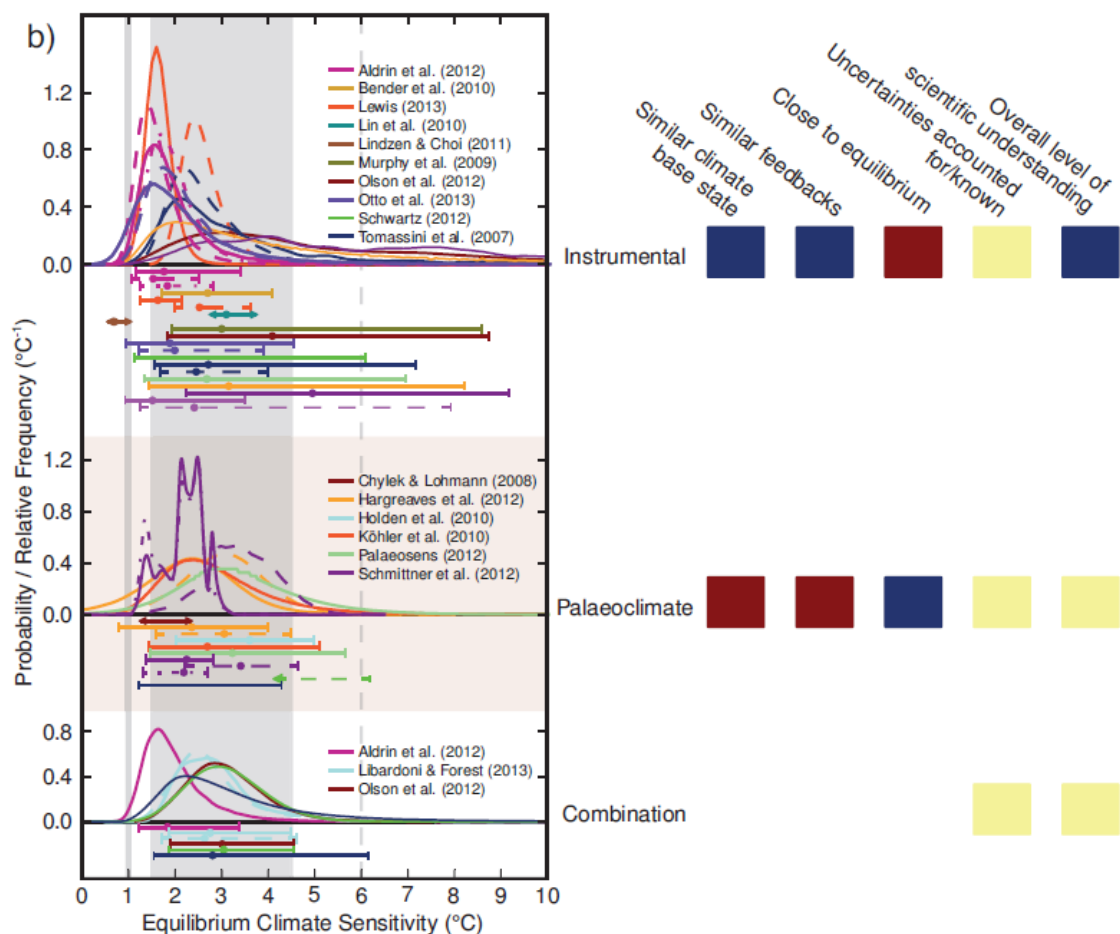 b)
Probability / Relative Frequency (°C⁻¹)
1.2
0.8
0.4
0.0
Aldrin et al. (2012)
Bender et al. (2010)
Lewis (2013)
Lin et al. (2010)
Lindzen & Choi (2011)
Murphy et al. (2009)
Olson et al. (2012)
Otto et al. (2013)
Schwartz (2012)
Tomassini et al. (2007)
Similar climate
base state
Similar feedbacks
Close to equilibrium
Uncertainties accounted
for/known
Overall level of
scientific understanding
Instrumental
1.2
0.8
0.4
0.0
Chylek & Lohmann (2008)
Hargreaves et al. (2012)
Holden et al. (2010)
Köhler et al. (2010)
Palaeosens (2012)
Schmittner et al. (2012)
Palaeoclimate
0.8
0.4
0.0
Aldrin et al. (2012)
Libardoni & Forest (2013)
Olson et al. (2012)
Combination
0 1 2 3 4 5 6 7 8 9 10
Equilibrium Climate Sensitivity (°C)